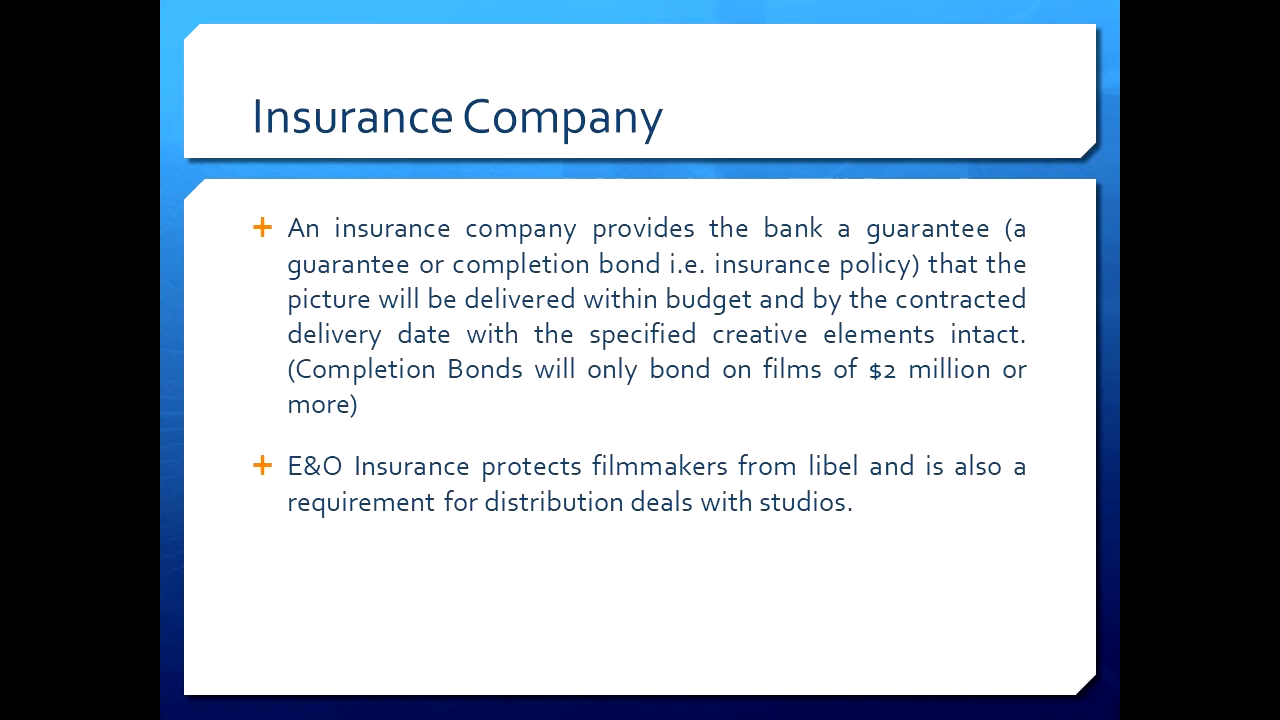 Insurance Company
An insurance company provides the bank a guarantee (a
guarantee or completion bond i.e. insurance policy) that the
picture will be delivered within budget and by the contracted
delivery date with the specified creative elements intact.
(Completion Bonds will only bond on films of $2 million or
more)
E&O Insurance protects filmmakers from libel and is also a
requirement for distribution deals with studios.